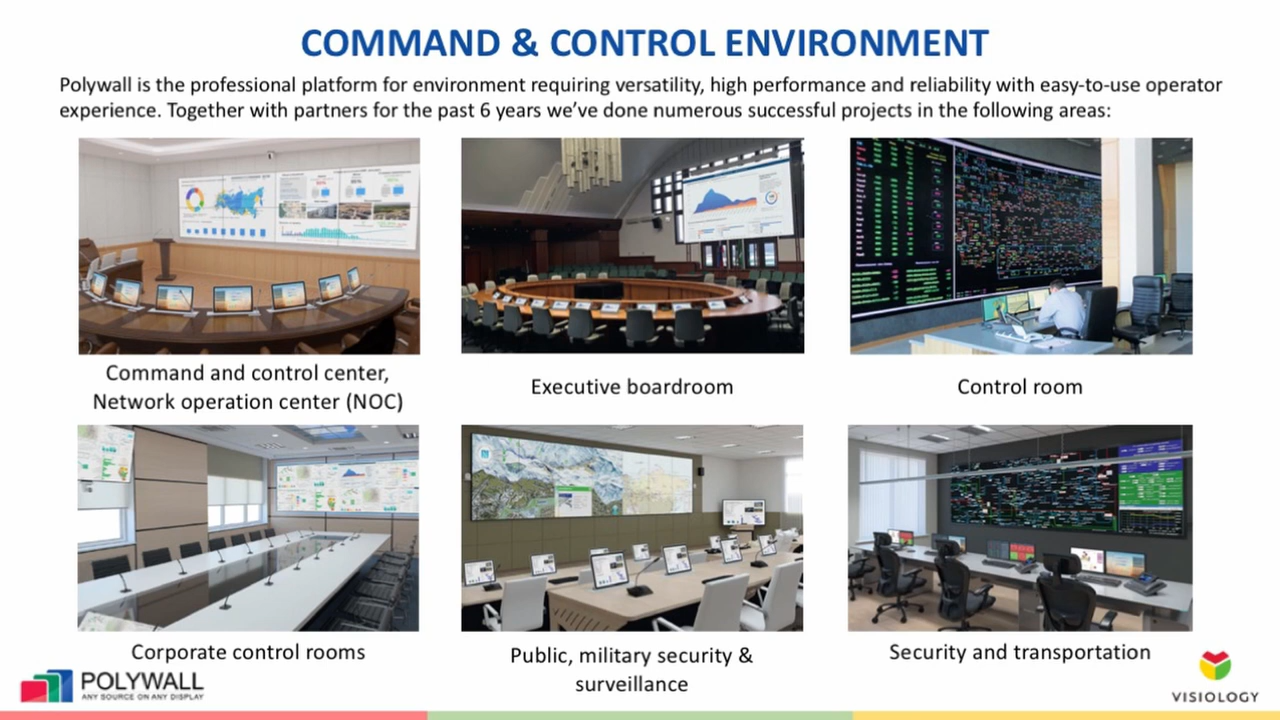 COMMAND & CONTROL ENVIRONMENT
Polywall is the professional platform for environment requiring versatility, high performance and reliability with easy-to-use operator
experience. Together with partners for the past 6 years we've done numerous successful projects in the following areas:
Command and control center,
Network operation center (NOC)
Executive boardroom
Control room
Corporate control rooms
Public, military security &
surveillance
Security and transportation
POLYWALL
ANY SOURCE ON ANY DISPLAY
VISIOLOGY